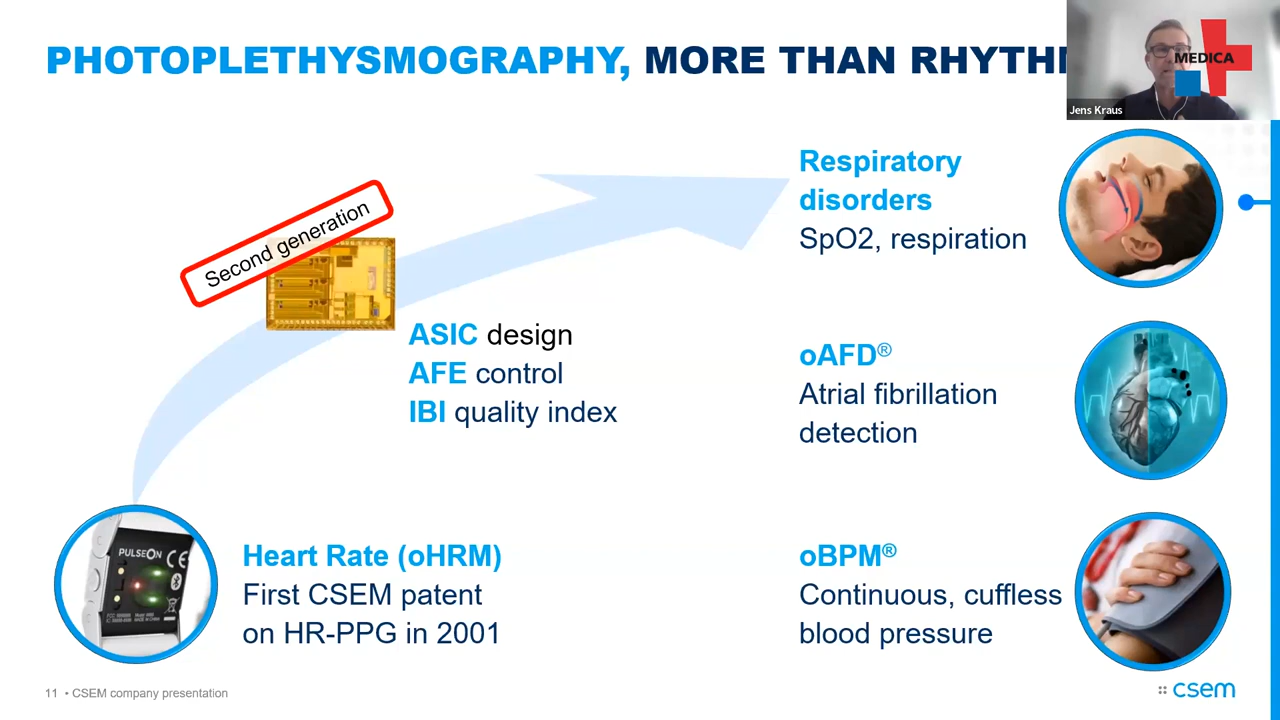 PHOTOPLETHYSMOGRAPHY, MORE THAN RHYTH
MEDICA
Jens Kraus
Respiratory
disorders
SpO2, respiration
Second generation
ASIC design
AFE control
IBI quality index
oAFD®
Atrial fibrillation
detection
PULSEON
CE
Heart Rate (oHRM)
First CSEM patent
on HR-PPG in 2001
oBPM®
Continuous, cuffless
blood pressure
11 • CSEM company presentation
csem